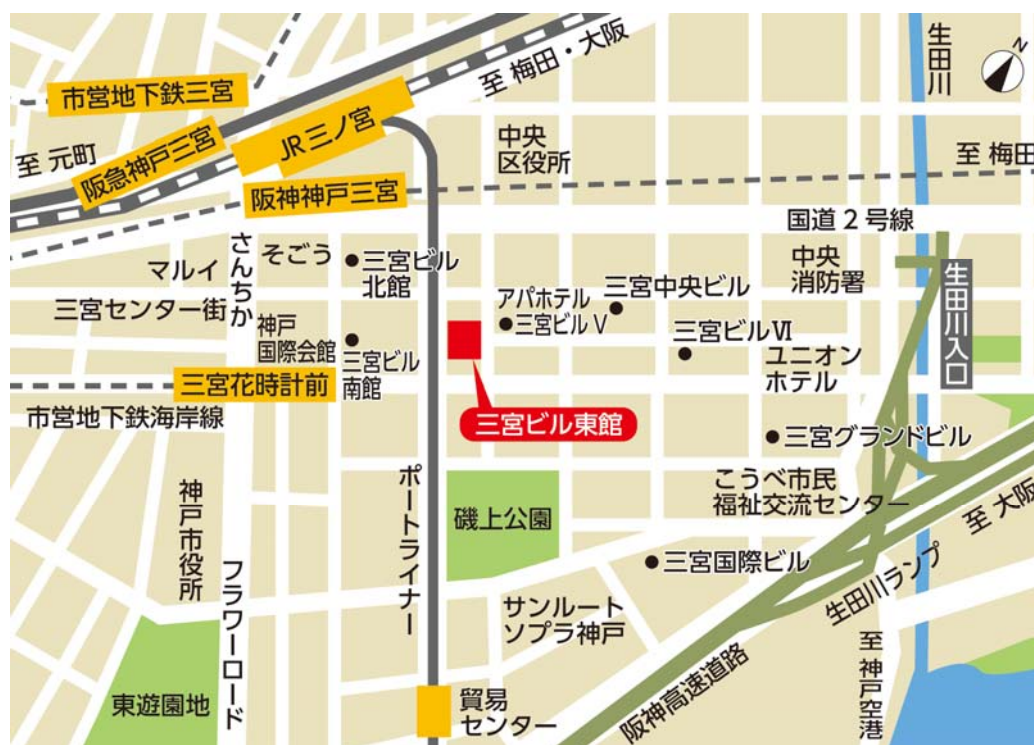 市営地下鉄三宮
至 梅田・大阪
生田川
N
JR 三ノ宮
阪急神戸三宮
至 元町
中央
区役所
至 梅田
阪神神戸三宮
国道 2 号線
さんちか
そごう
マルイ
三宮ビル
北館
中央
消防署
生田川入口
三宮センター街
アパホテル
三宮ビル V
三宮中央ビル
神戸
国際会館
三宮ビル
南館
三宮ビル Ⅵ
ユニオン
ホテル
三宮花時計前
市営地下鉄海岸線
三宮ビル東館
三宮グランドビル
ポートライナー
こうべ市民
福祉交流センター
神戸市役所
磯上公園
至 大阪
三宮国際ビル
フラワーロード
サンルート
ソプラ神戸
生田川ランプ
至 神戸空港
阪神高速道路
東遊園地
貿易
センター